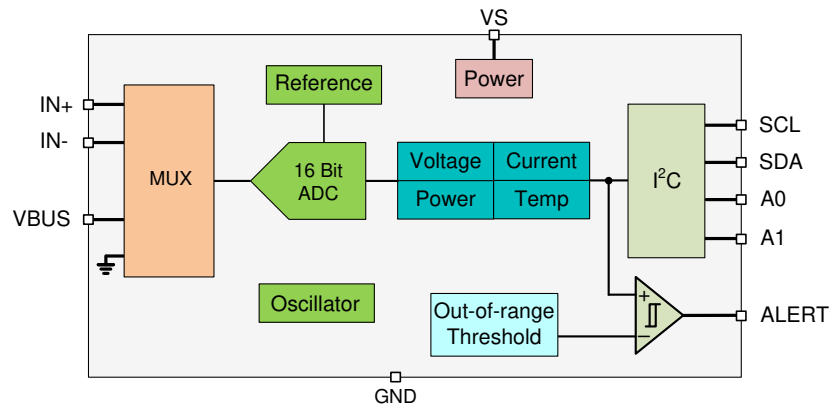 VS
Power
Reference
IN+
IN-
VBUS
MUX
16 Bit
ADC
Voltage
Current
Power
Temp
I²C
SCL
SDA
A0
A1
Oscillator
Out-of-range
Threshold
+
−
ALERT
GND